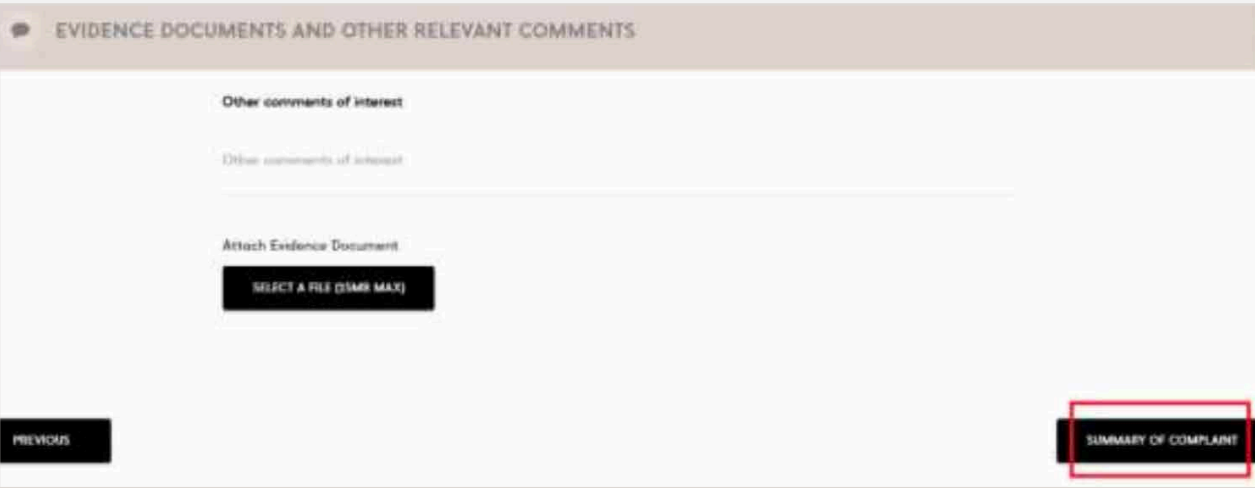 EVIDENCE DOCUMENTS AND OTHER RELEVANT COMMENTS
Other comments of interest
Other comments of interest
Attach Evidence Document
SELECT A FILE (25MB MAX)
PREVIOUS
SUMMARY OF COMPLAINT